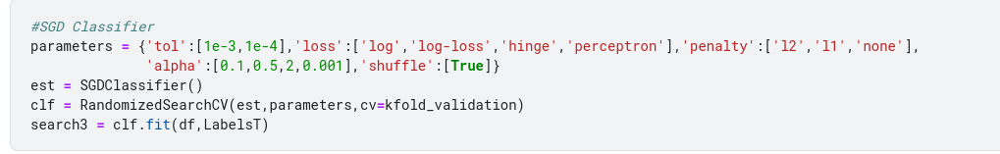 #SGD Classifier
parameters = {'tol':[1e-3,1e-4],'loss':['log','log-loss','hinge','perceptron'],'penalty':['l2','l1','none'],
'alpha':[0.1,0.5,2,0.001],'shuffle':[True]}
est = SGDClassifier()
clf = RandomizedSearchCV(est,parameters,cv=kfold_validation)
search3 = clf.fit(df,LabelsT)